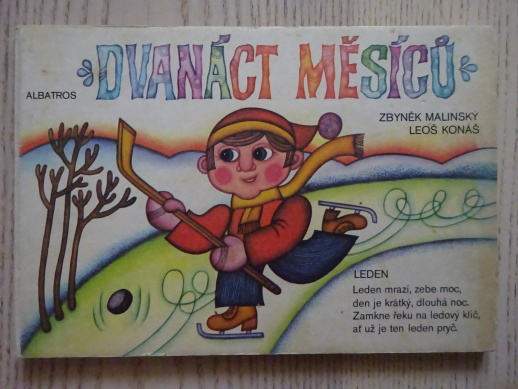 DVANÁCT MĚSÍCŮ
ALBATROS
ZBYNĚK MALINSKÝ
LEOŠ KONÁŠ
LEDEN
Leden mrazí, zebe moc,
den je krátký, dlouhá noc.
Zamkne řeku na ledový klíč,
ať už je ten leden pryč.